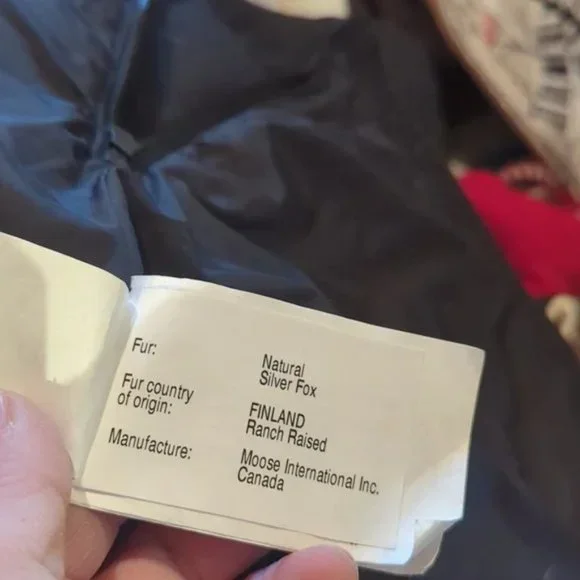 Fur: Natural
Silver Fox
Fur country
of origin: FINLAND
Ranch Raised
Manufacture: Moose International Inc.
Canada